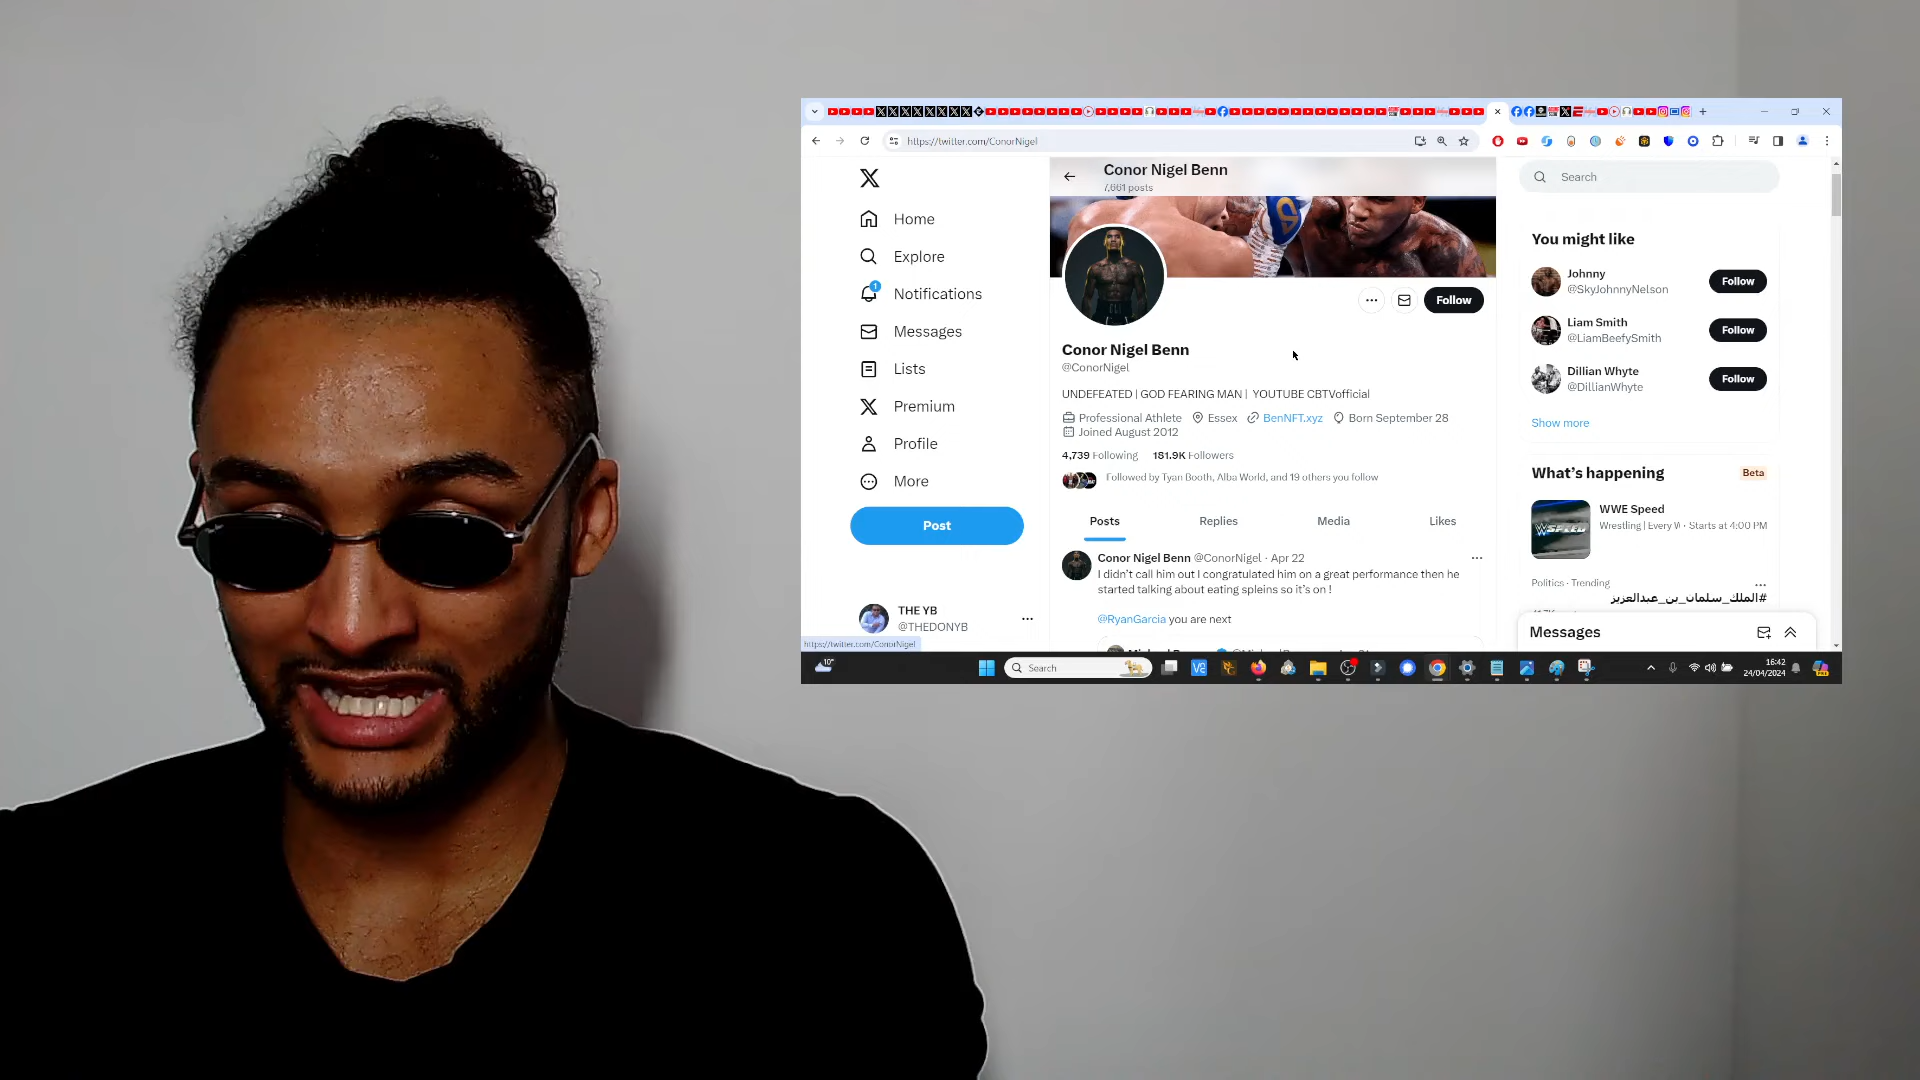 https://twitter.com/ConorNigel
Conor Nigel Benn
7,661 posts
Search
Home
Explore
1
Notifications
Messages
Lists
Premium
Profile
More
Post
THE YB
@THEDONYB
https://twitter.com/ConorNigel
Follow
Conor Nigel Benn
@ConorNigel
UNDEFEATED | GOD FEARING MAN | YOUTUBE CBTVofficial
Professional Athlete Essex BenNFT.xyz Born September 28
Joined August 2012
4,739 Following 181.9K Followers
Followed by Tyan Booth, Alba World, and 19 others you follow
Posts Replies Media Likes
Conor Nigel Benn @ConorNigel · Apr 22
I didn't call him out I congratulated him on a great performance then he
started talking about eating spleins so it's on !
@RyanGarcia you are next
You might like
Johnny
@SkyJohnnyNelson
Follow
Liam Smith
@LiamBeefySmith
Follow
Dillian Whyte
@DillianWhyte
Follow
Show more
What's happening
Beta
WWE Speed
Wrestling | Every W · Starts at 4:00 PM
SPEED
Politics · Trending
#الملك_سلمان_بن_عبدالعزيز
Messages
10°
Search
16:42
24/04/2024